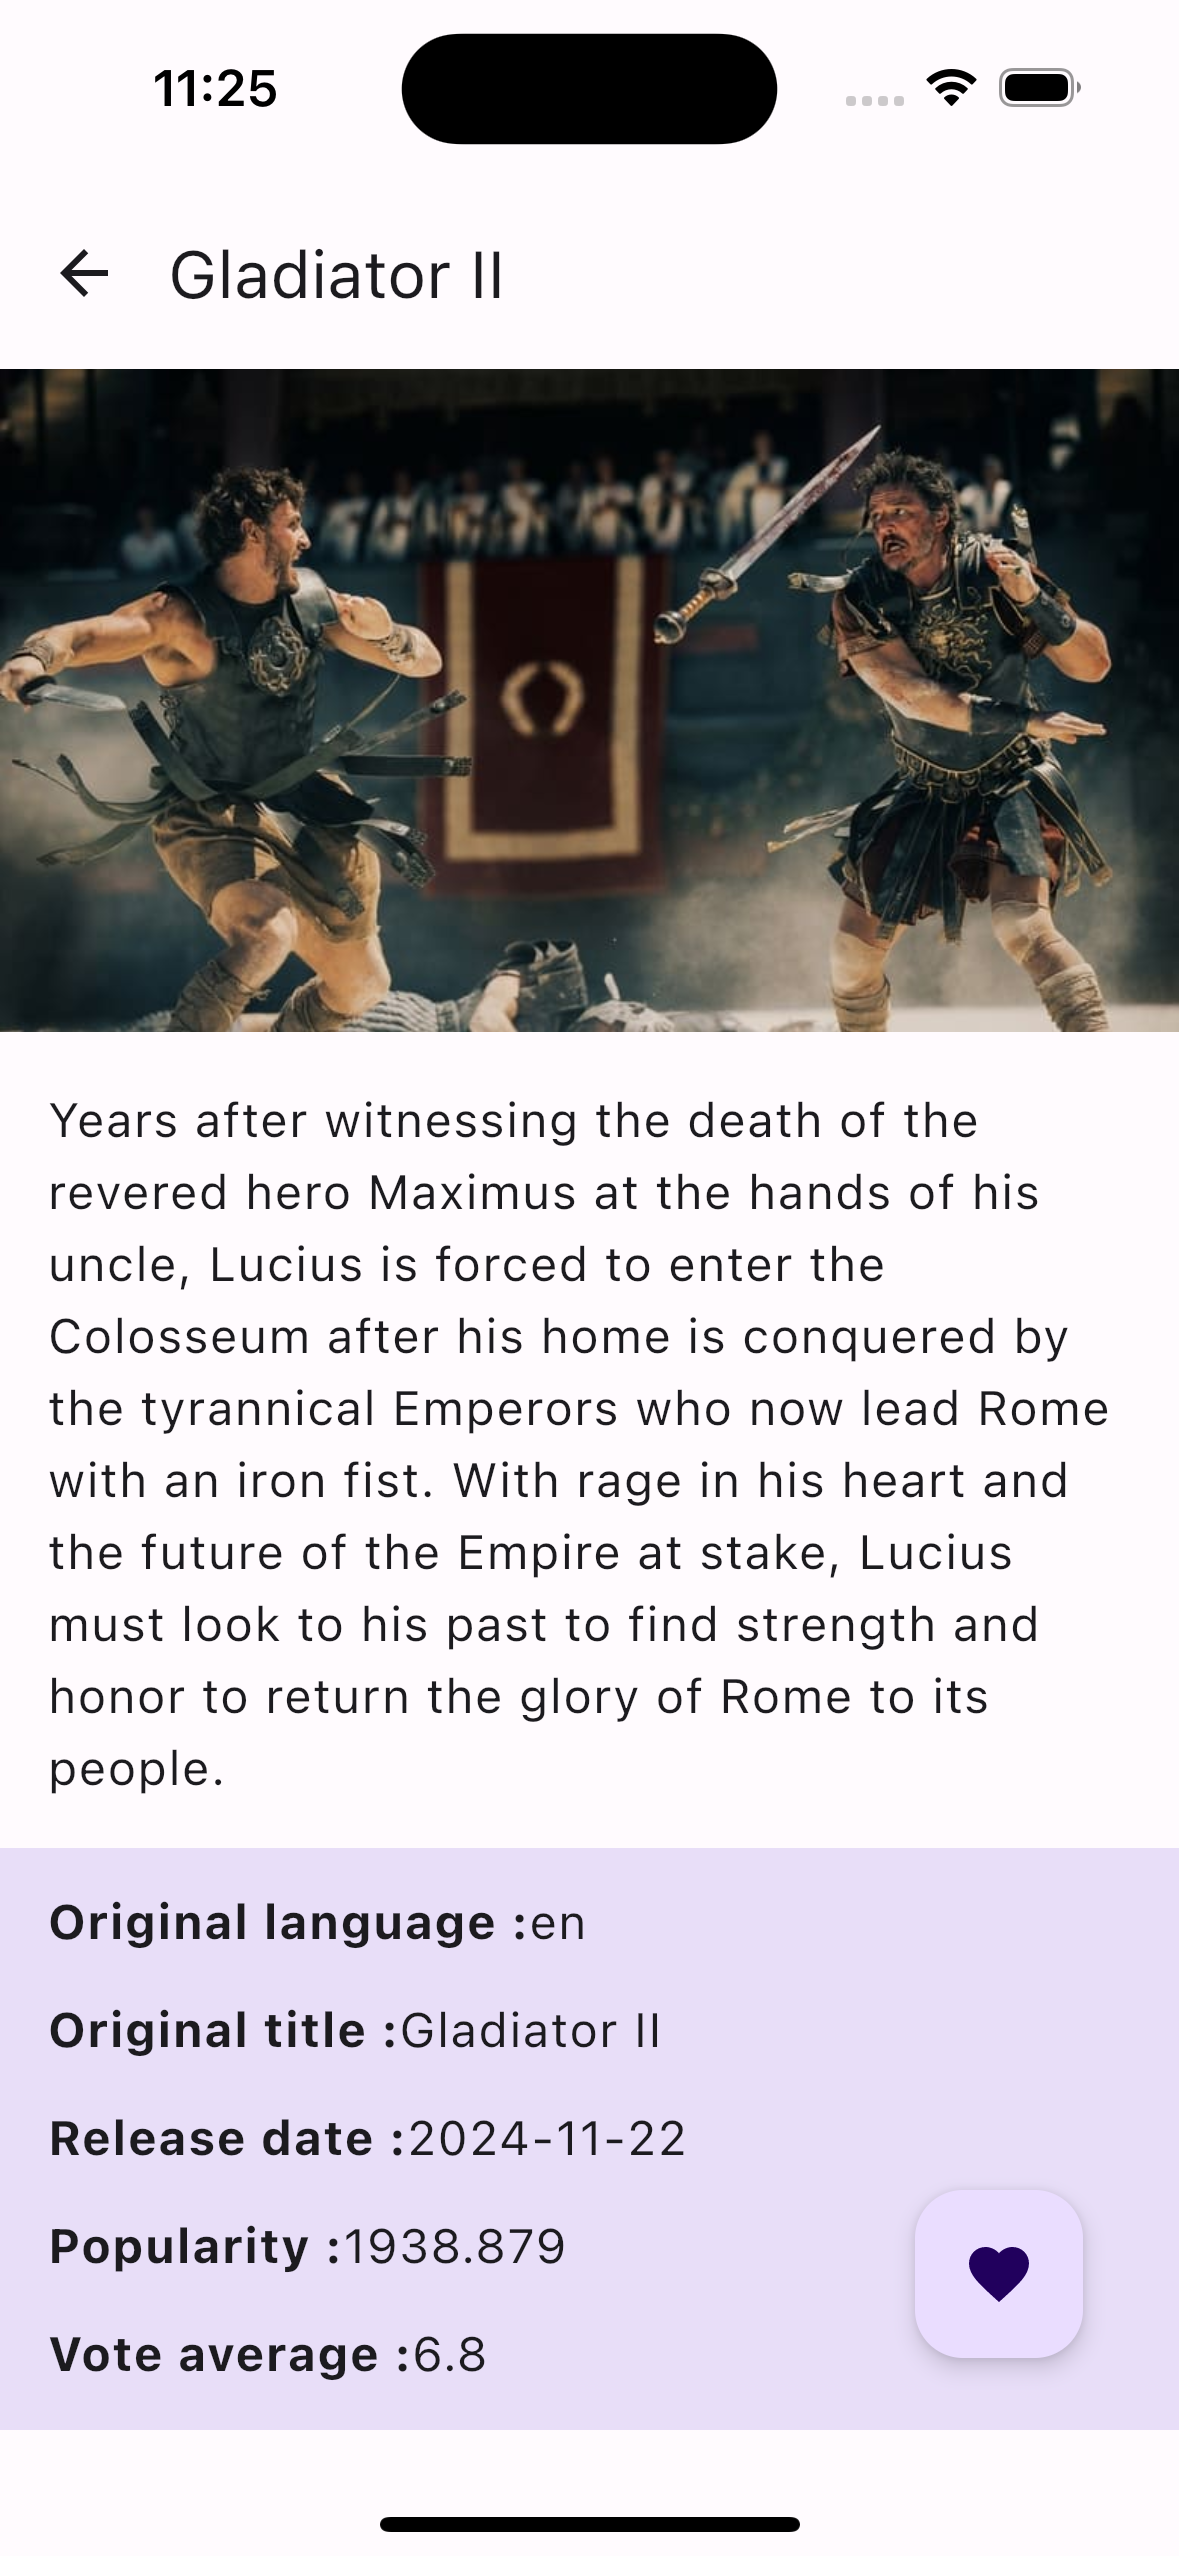 11:25
Gladiator II
Years after witnessing the death of the
revered hero Maximus at the hands of his
uncle, Lucius is forced to enter the
Colosseum after his home is conquered by
the tyrannical Emperors who now lead Rome
with an iron fist. With rage in his heart and
the future of the Empire at stake, Lucius
must look to his past to find strength and
honor to return the glory of Rome to its
people.
Original language :en
Original title :Gladiator II
Release date :2024-11-22
Popularity :1938.879
Vote average :6.8